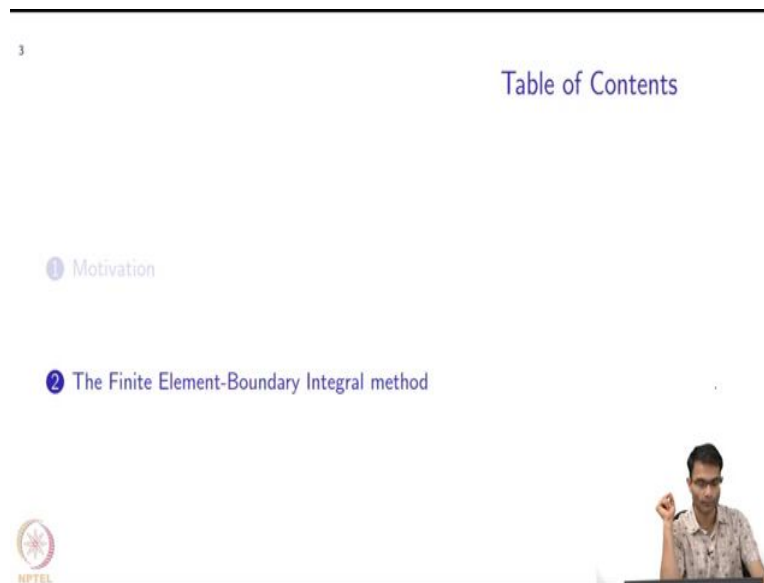 3
Table of Contents
1 Motivation
2 The Finite Element-Boundary Integral method
NPTEL